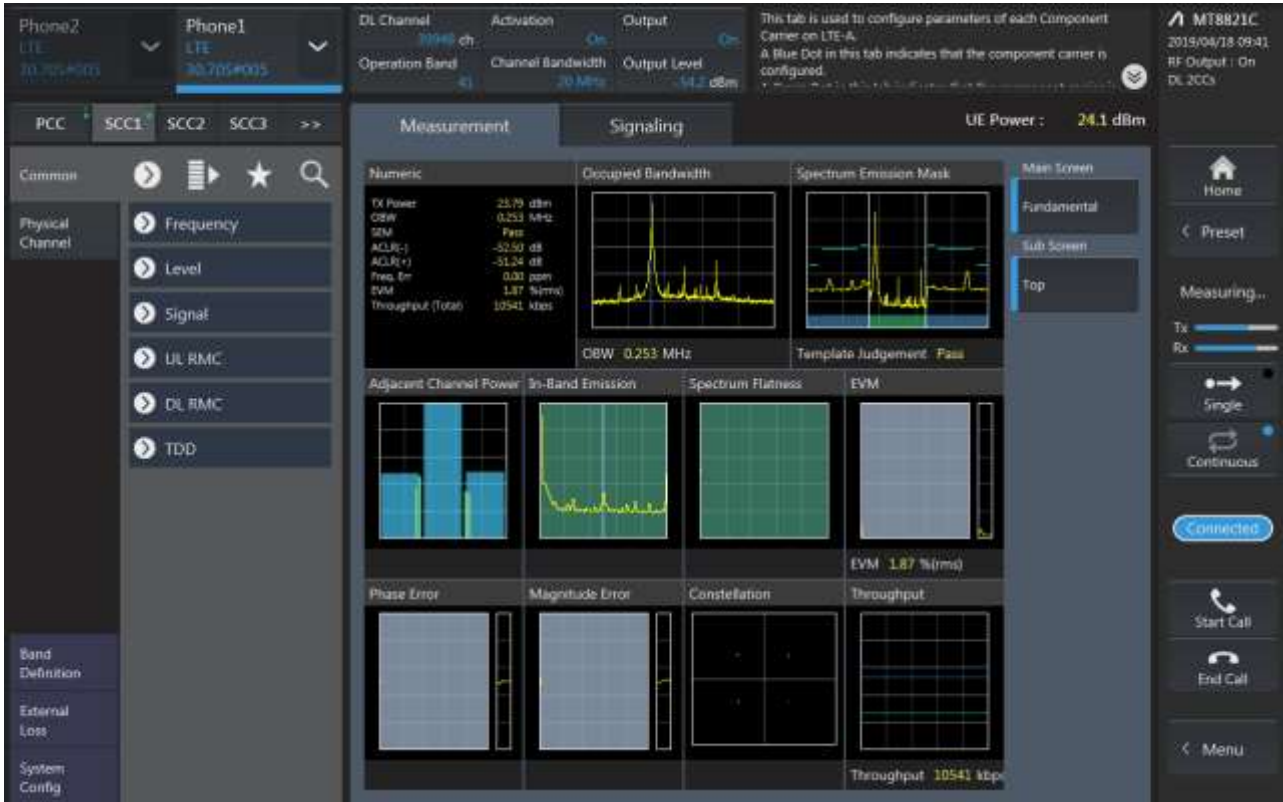 Phone2
LTE
30.70S#005
Phone1
LTE
30.70S#005
DL Channel
ch
Activation
On
Output
On
Operation Band
41
Channel Bandwidth
20 MHz
Output Level
dBm
This tab is used to configure parameters of each Component
Carrier on LTE-A.
A Blue Dot in this tab indicates that the component carrier is
configured.
MT8821C
2019/04/18 09:41
RF Output : On
DL 2CCs
PCC
SCC1
SCC2
SCC3
>>
Measurement
Signaling
UE Power : 24.1 dBm
Common
Physical
Channel
Frequency
Level
Signal
UL RMC
DL RMC
TDD
Band
Definition
External
Loss
System
Config
Numeric
TX Power 23.79 dBm
OBW 0.253 MHz
SEM Pass
ACLR(-) -52.50 dB
ACLR(+) -51.24 dB
Freq. Err 0.00 ppm
EVM 1.87 %(rms)
Throughput (Total) 10541 kbps
Occupied Bandwidth
OBW 0.253 MHz
Spectrum Emission Mask
Template Judgement Pass
Main Screen
Fundamental
Sub Screen
Top
Adjacent Channel Power
In-Band Emission
Spectrum Flatness
EVM
EVM 1.87 %(rms)
Phase Error
Magnitude Error
Constellation
Throughput
Throughput 10541 kbps
Home
< Preset
Measuring...
Tx
Rx
Single
Continuous
Connected
Start Call
End Call
< Menu